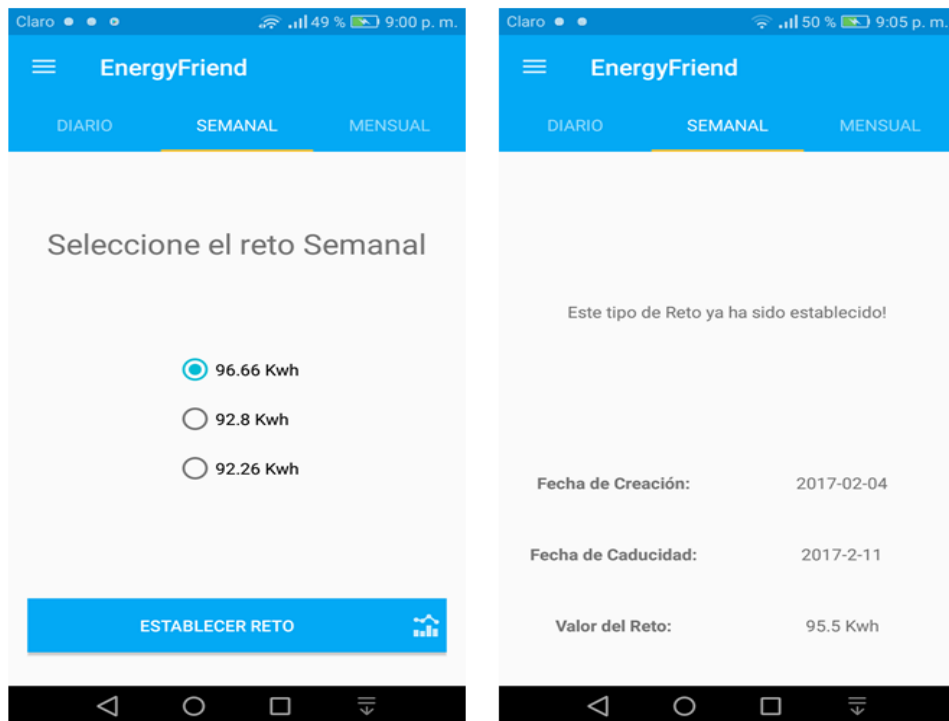 Claro 49 % 9:00 p. m.
EnergyFriend
DIARIO SEMANAL MENSUAL
Seleccione el reto Semanal
96.66 Kwh
92.8 Kwh
92.26 Kwh
ESTABLECER RETO
Claro 50 % 9:05 p. m.
EnergyFriend
DIARIO SEMANAL MENSUAL
Este tipo de Reto ya ha sido establecido!
Fecha de Creación: 2017-02-04
Fecha de Caducidad: 2017-2-11
Valor del Reto: 95.5 Kwh